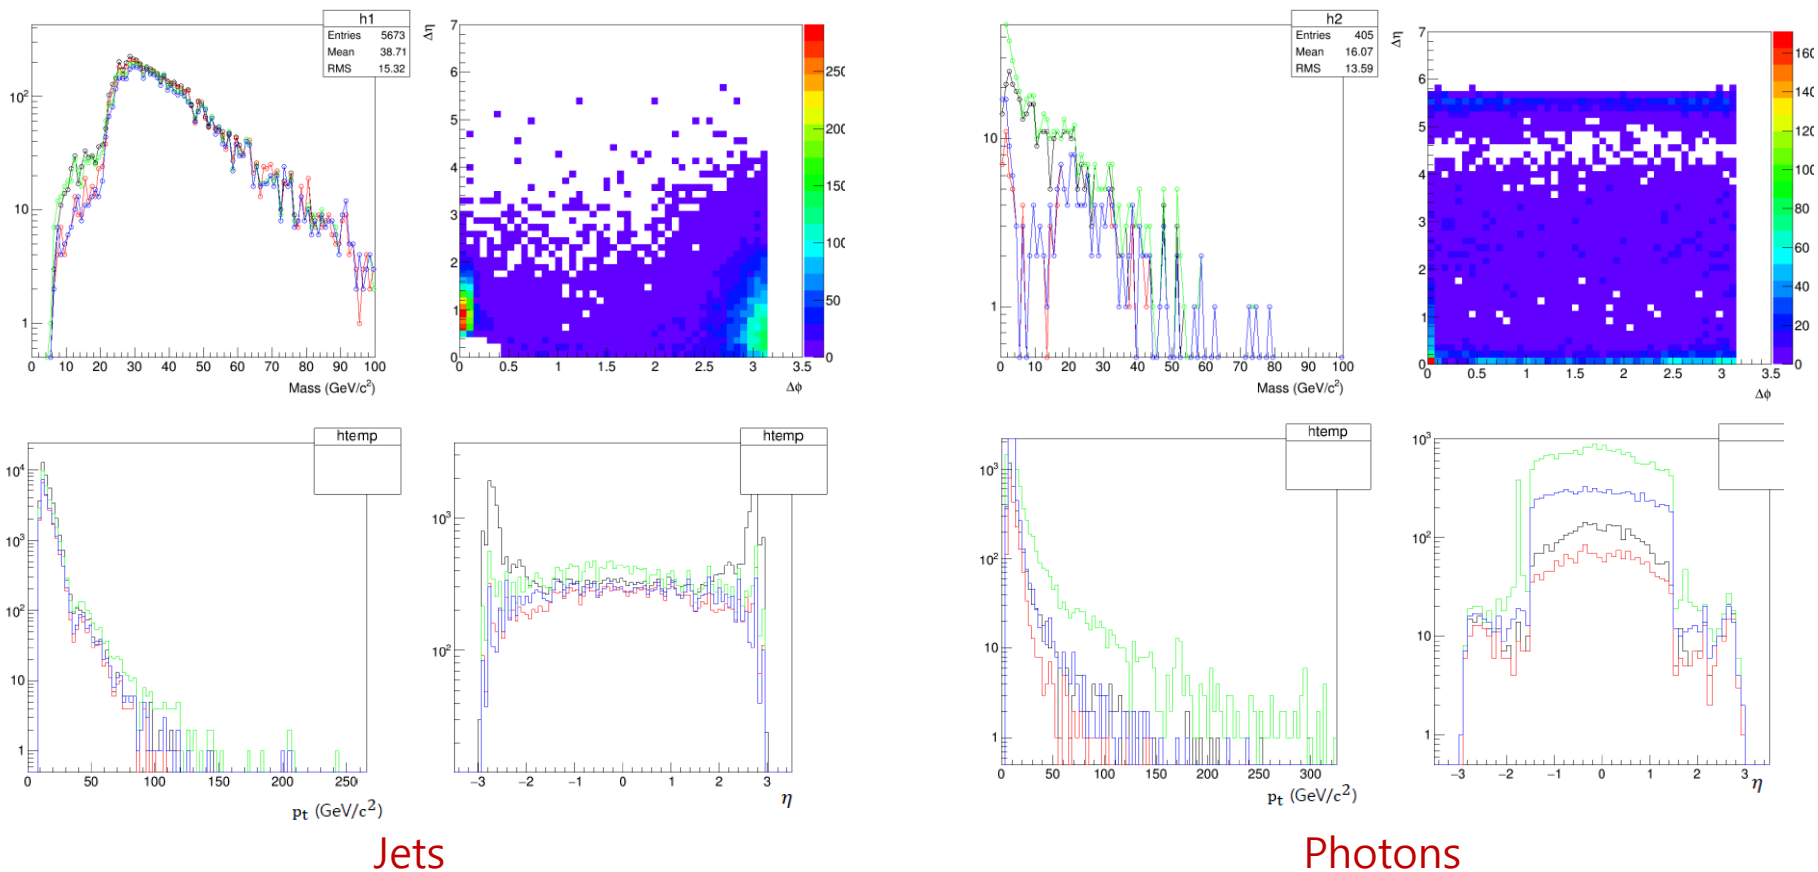 h1
Entries 5673
Mean 38.71
RMS 15.32
10²
10
1
0 10 20 30 40 50 60 70 80 90 100
Mass (GeV/c²)
Δη
7
6
5
4
3
2
1
0
0 0.5 1 1.5 2 2.5 3 3.5
Δϕ
250
200
150
100
50
0
h2
Entries 405
Mean 16.07
RMS 13.59
10
1
0 20 30 40 50 60 70 80 90 100
Mass (GeV/c²)
Δη
7
6
5
4
3
2
1
0
0 0.5 1 1.5 2 2.5 3 3.5
Δϕ
160
140
120
100
80
60
40
20
0
htemp
10⁴
10³
10²
10
1
0 50 100 150 200 250
pt (GeV/c²)
htemp
10³
10²
−3 −2 −1 0 1 2 3
η
htemp
10³
10²
10
1
0 50 100 150 200 250 300
pt (GeV/c²)
10³
10²
10
1
−3 −2 −1 0 1 2 3
η
Jets
Photons